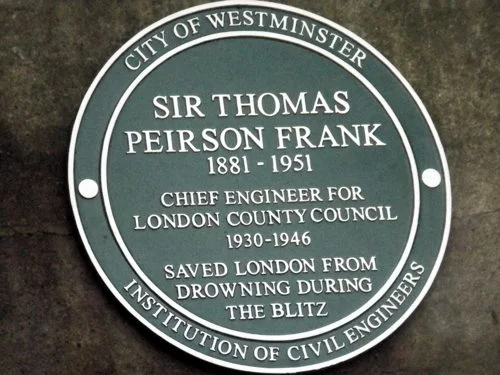 CITY OF WESTMINSTER
SIR THOMAS
PEIRSON FRANK
1881 - 1951
CHIEF ENGINEER FOR
LONDON COUNTY COUNCIL
1930-1946
SAVED LONDON FROM
DROWNING DURING
THE BLITZ
INSTITUTION OF CIVIL ENGINEERS